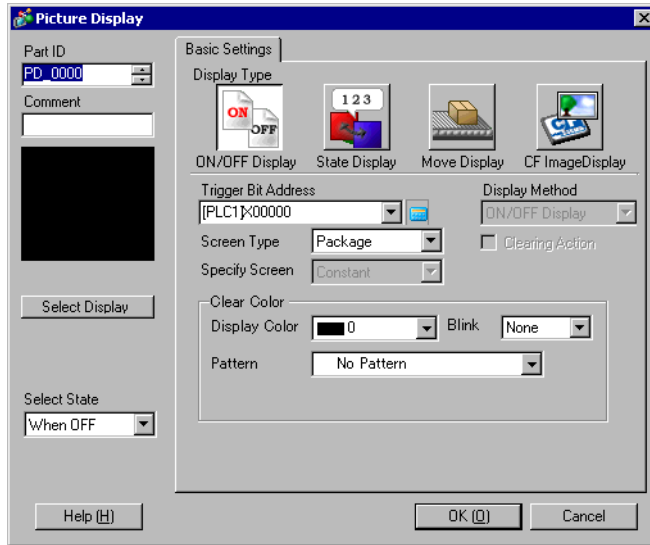 Picture Display
Part ID
PD_0000
Comment
Select Display
Select State
When OFF
Basic Settings
Display Type
ON
OFF
123
ON/OFF Display State Display Move Display CF ImageDisplay
Trigger Bit Address
[PLC1]X00000
Display Method
ON/OFF Display
Clearing Action
Screen Type Package
Specify Screen Constant
Clear Color
Display Color 0 Blink None
Pattern No Pattern
Help (H) OK (O) Cancel